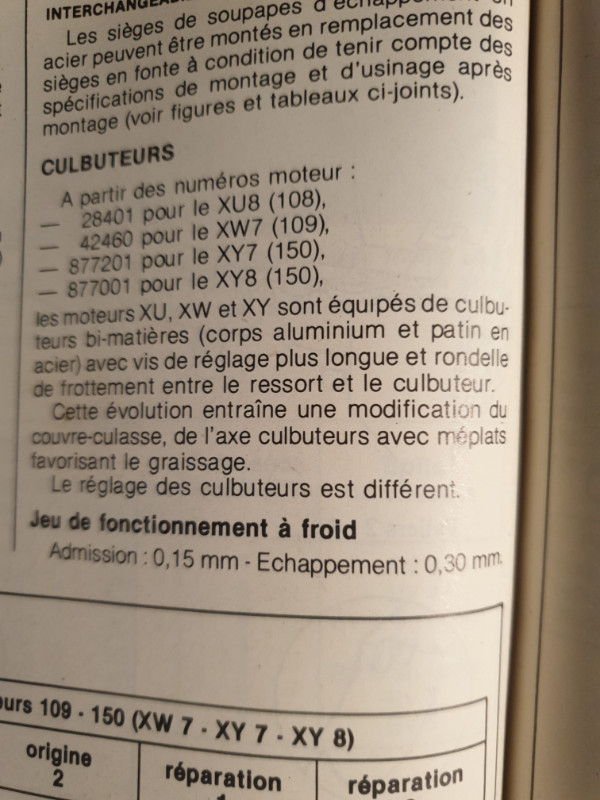 INTERCHANGEABI
Les sièges de soupapes d'échappement en
acier peuvent être montés en remplacement des
sièges en fonte à condition de tenir compte des
spécifications de montage et d'usinage après
montage (voir figures et tableaux ci-joints).
CULBUTEURS
A partir des numéros moteur :
— 28401 pour le XU8 (108),
— 42460 pour le XW7 (109),
— 877201 pour le XY7 (150),
— 877001 pour le XY8 (150),
les moteurs XU, XW et XY sont équipés de culbu-
teurs bi-matières (corps aluminium et patin en
acier) avec vis de réglage plus longue et rondelle
de frottement entre le ressort et le culbuteur.
Cette évolution entraîne une modification du
couvre-culasse, de l'axe culbuteurs avec méplats
favorisant le graissage.
Le réglage des culbuteurs est différent.
Jeu de fonctionnement à froid
Admission : 0,15 mm - Echappement : 0,30 mm.
eurs 109 - 150 (XW 7 - XY 7 - XY 8)
origine réparation réparation
2